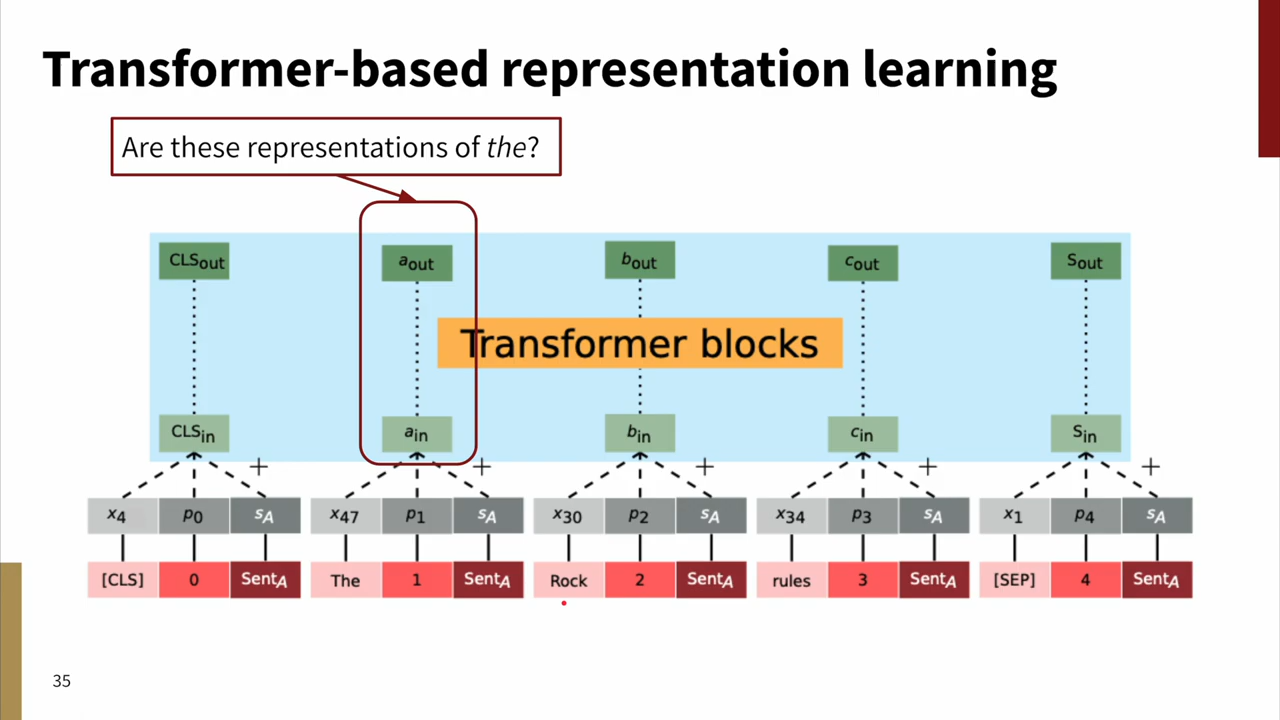 Transformer-based representation learning
Are these representations of the?
CLSout aout bout cout Sout
Transformer blocks
CLSin ain bin cin Sin
+ + + + +
x4 p0 sA x47 p1 sA x30 p2 sA x34 p3 sA x1 p4 sA
[CLS] 0 SentA The 1 SentA Rock 2 SentA rules 3 SentA [SEP] 4 SentA
35